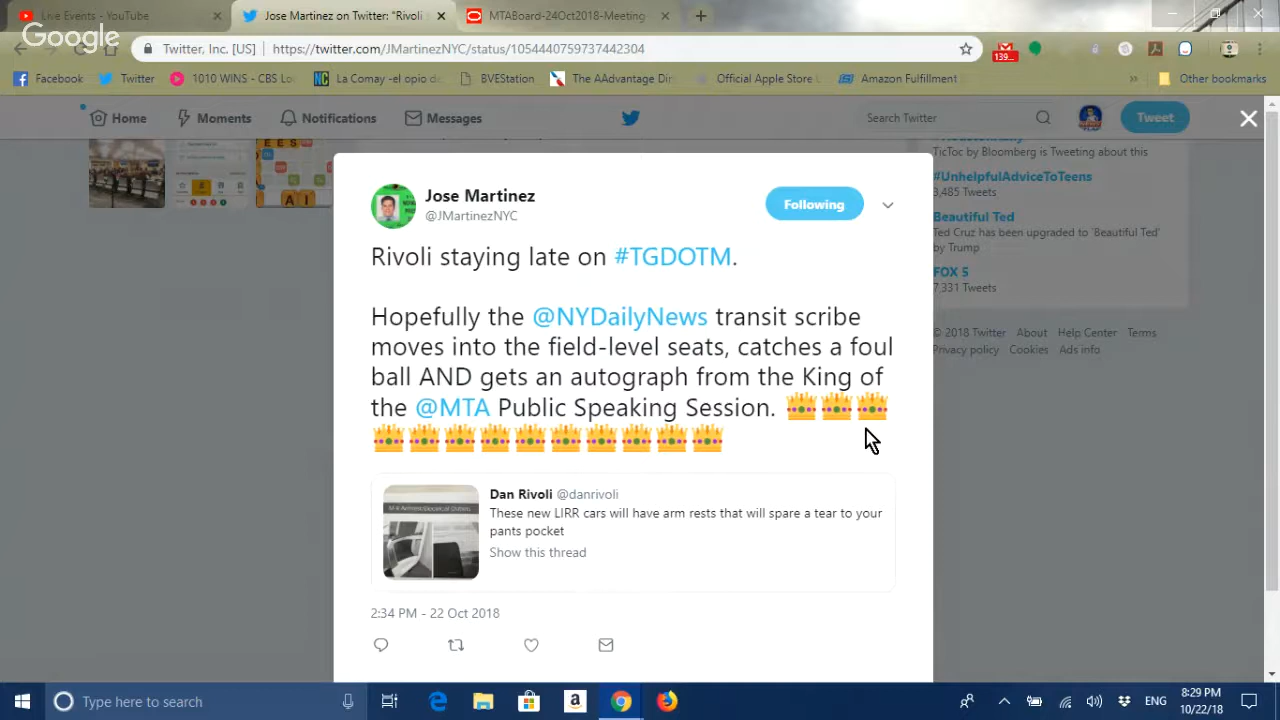 Live Events - YouTube
Jose Martinez on Twitter: "Rivoli S
MTABoard-24Oct2018-Meeting
Google
Twitter, Inc. [US] | https://twitter.com/JMartinezNYC/status/1054440759737442304
139...
Facebook
Twitter
1010 WINS - CBS Lo
La Comay -el opio de
BVEStation
The AAdvantage Dir
Official Apple Store
Amazon Fulfillment
»
Other bookmarks
Home
Moments
Notifications
Messages
Search Twitter
Tweet
TicToc by Bloomberg is Tweeting about this
#UnhelpfulAdviceToTeens
3,485 Tweets
Beautiful Ted
Ted Cruz has been upgraded to 'Beautiful Ted'
by Trump
FOX 5
7,331 Tweets
© 2018 Twitter About Help Center Terms
Privacy policy Cookies Ads info
Jose Martinez
@JMartinezNYC
Following
Rivoli staying late on #TGDOTM.
Hopefully the @NYDailyNews transit scribe
moves into the field-level seats, catches a foul
ball AND gets an autograph from the King of
the @MTA Public Speaking Session. 👑👑👑
👑👑👑👑👑👑👑👑👑👑
Dan Rivoli @danrivoli
These new LIRR cars will have arm rests that will spare a tear to your
pants pocket
Show this thread
2:34 PM - 22 Oct 2018
Type here to search
ENG
8:29 PM
10/22/18